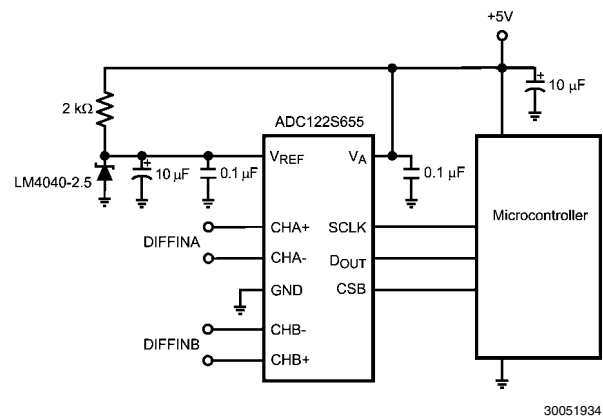 +5V
10 µF
2 kΩ
ADC122S655
VREF
VA
LM4040-2.5
10 µF
0.1 µF
0.1 µF
Microcontroller
DIFFINA
CHA+
SCLK
CHA-
DOUT
GND
CSB
DIFFINB
CHB-
CHB+
30051934